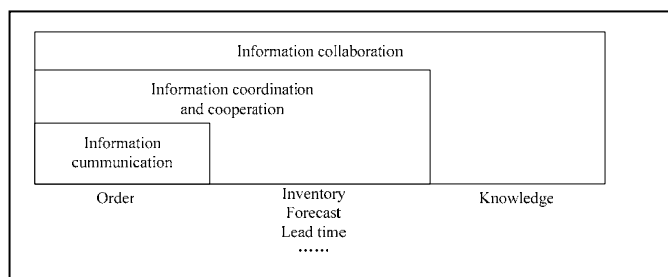 Information collaboration
Information coordination
and cooperation
Information
cummunication
Order
Inventory
Forecast
Lead time
......
Knowledge